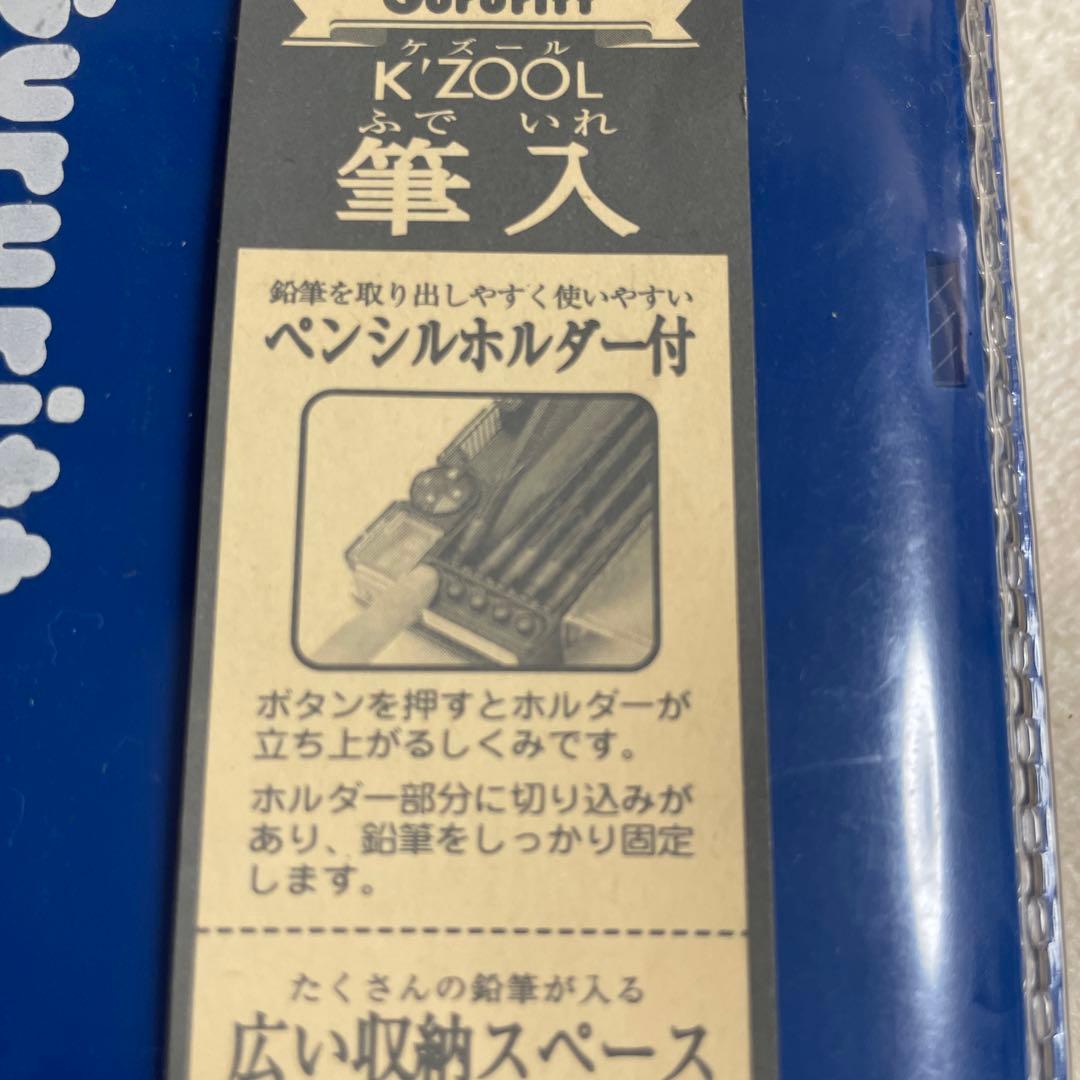 Gururitt
ケズール
K'ZOOL
ふで いれ
筆入
鉛筆を取り出しやすく使いやすい
ペンシルホルダー付
ボタンを押すとホルダーが
立ち上がるしくみです。
ホルダー部分に切り込みが
あり、鉛筆をしっかり固定
します。
たくさんの鉛筆が入る
広い収納スペース
ururitt